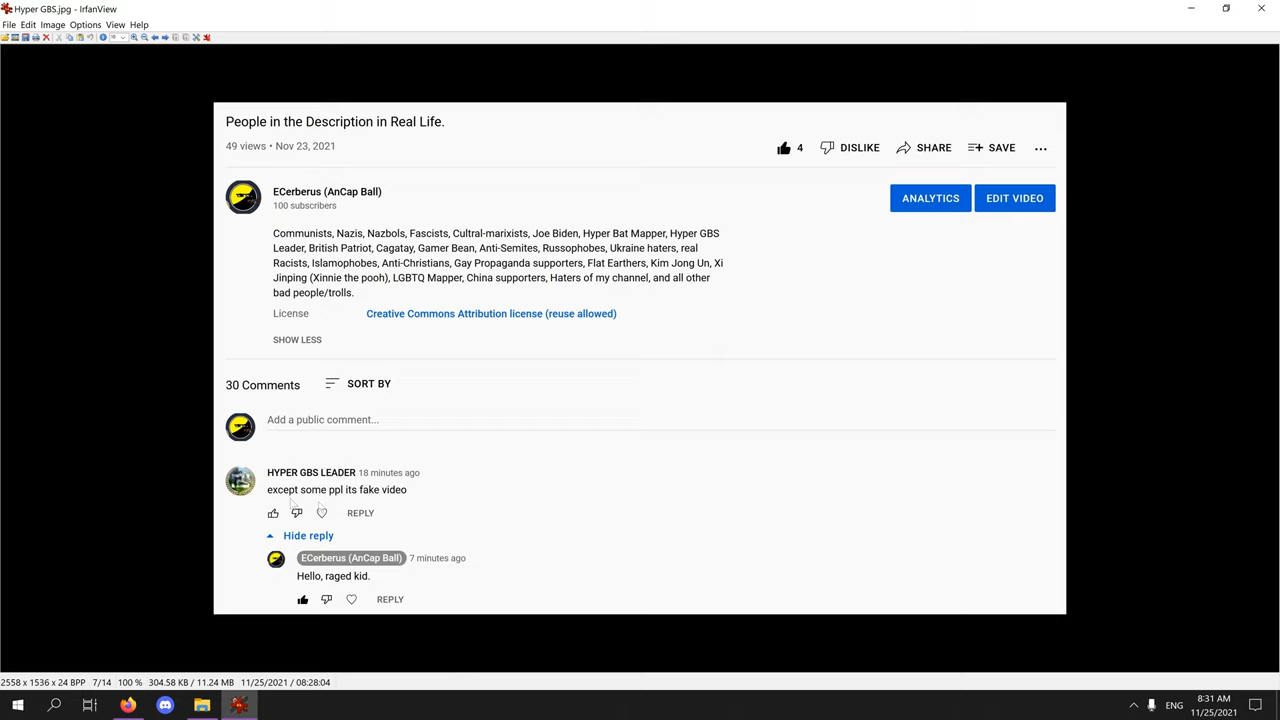 Hyper GBS.jpg - IrfanView
File Edit Image Options View Help
People in the Description in Real Life.
49 views • Nov 23, 2021
4 DISLIKE SHARE SAVE ...
ECerberus (AnCap Ball)
100 subscribers
ANALYTICS EDIT VIDEO
Communists, Nazis, Nazbols, Fascists, Cultral-marixists, Joe Biden, Hyper Bat Mapper, Hyper GBS
Leader, British Patriot, Cagatay, Gamer Bean, Anti-Semites, Russophobes, Ukraine haters, real
Racists, Islamophobes, Anti-Christians, Gay Propaganda supporters, Flat Earthers, Kim Jong Un, Xi
Jinping (Xinnie the pooh), LGBTQ Mapper, China supporters, Haters of my channel, and all other
bad people/trolls.
License Creative Commons Attribution license (reuse allowed)
SHOW LESS
30 Comments SORT BY
Add a public comment...
HYPER GBS LEADER 18 minutes ago
except some ppl its fake video
REPLY
Hide reply
ECerberus (AnCap Ball) 7 minutes ago
Hello, raged kid.
REPLY
2558 x 1536 x 24 BPP 7/14 100 % 304.58 KB / 11.24 MB 11/25/2021 / 08:28:04
ENG
8:31 AM
11/25/2021